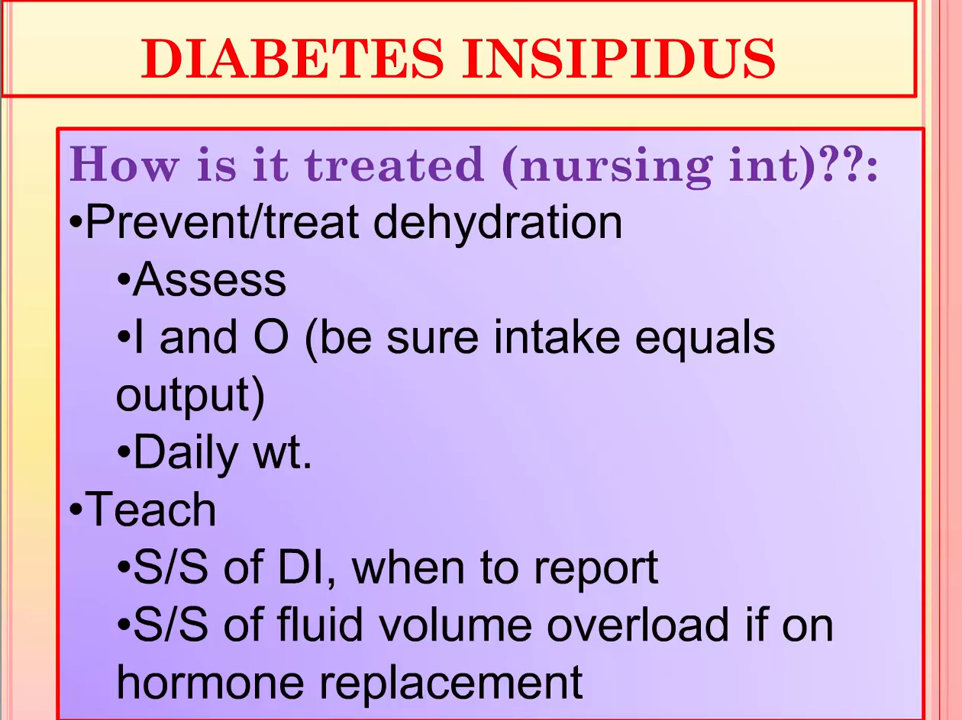 DIABETES INSIPIDUS
How is it treated (nursing int)??:
•Prevent/treat dehydration
•Assess
•I and O (be sure intake equals
output)
•Daily wt.
•Teach
•S/S of DI, when to report
•S/S of fluid volume overload if on
hormone replacement